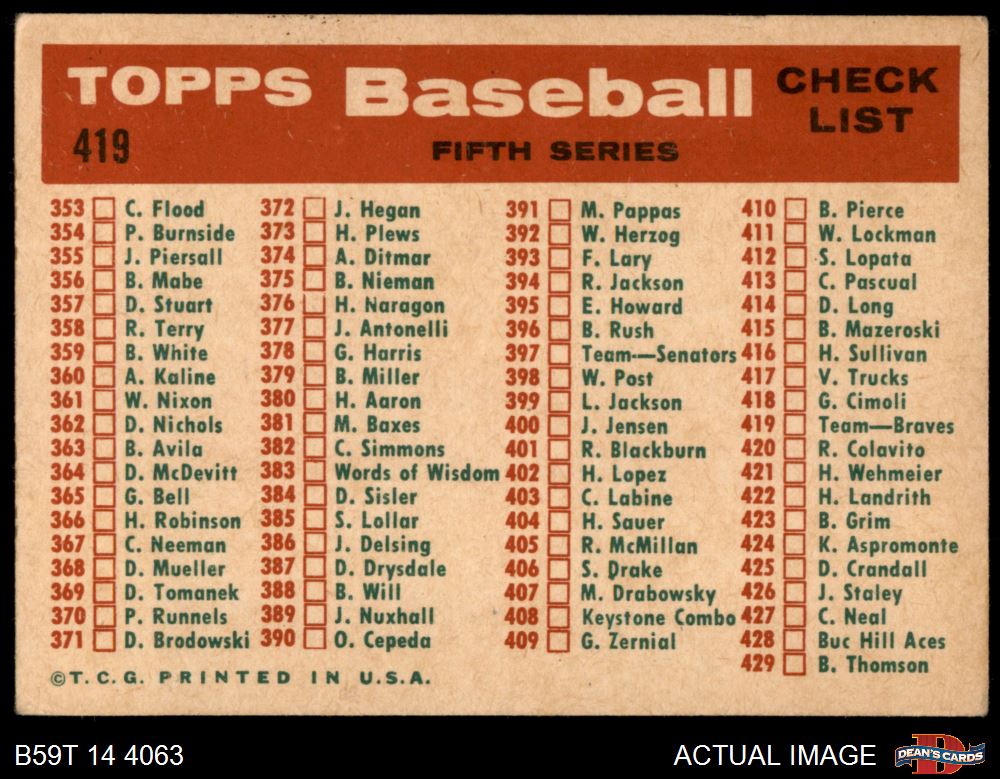 TOPPS Baseball CHECK LIST
419
FIFTH SERIES
353 C. Flood
354 P. Burnside
355 J. Piersall
356 B. Mabe
357 D. Stuart
358 R. Terry
359 B. White
360 A. Kaline
361 W. Nixon
362 D. Nichols
363 B. Avila
364 D. McDevitt
365 G. Bell
366 H. Robinson
367 C. Neeman
368 D. Mueller
369 D. Tomanek
370 P. Runnels
371 D. Brodowski
372 J. Hegan
373 H. Plews
374 A. Ditmar
375 B. Nieman
376 H. Naragon
377 J. Antonelli
378 G. Harris
379 B. Miller
380 H. Aaron
381 M. Baxes
382 C. Simmons
383 Words of Wisdom
384 D. Sisler
385 S. Lollar
386 J. Delsing
387 D. Drysdale
388 B. Will
389 J. Nuxhall
390 O. Cepeda
391 M. Pappas
392 W. Herzog
393 F. Lary
394 R. Jackson
395 E. Howard
396 B. Rush
397 Team—Senators
398 W. Post
399 L. Jackson
400 J. Jensen
401 R. Blackburn
402 H. Lopez
403 C. Labine
404 H. Sauer
405 R. McMillan
406 S. Drake
407 M. Drabowsky
408 Keystone Combo
409 G. Zernial
410 B. Pierce
411 W. Lockman
412 S. Lopata
413 C. Pascual
414 D. Long
415 B. Mazeroski
416 H. Sullivan
417 V. Trucks
418 G. Cimoli
419 Team—Braves
420 R. Colavito
421 H. Wehmeier
422 H. Landrith
423 B. Grim
424 K. Aspromonte
425 D. Crandall
426 J. Staley
427 C. Neal
428 Buc Hill Aces
429 B. Thomson
©T.C.G. PRINTED IN U.S.A.
B59T 14 4063
ACTUAL IMAGE
DEAN'S CARDS